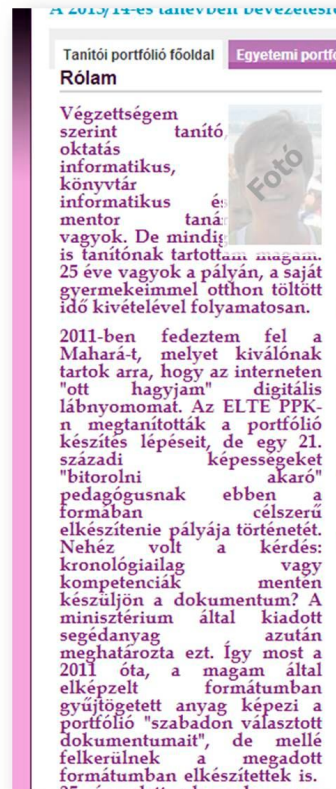 A 2013/14-es tanévben bevezetésre
Tanítói portfólió főoldal Egyetemi portfó
Rólam
Végzettségem
szerint tanító,
oktatás
informatikus,
könyvtár
informatikus és
mentor tanár
vagyok. De mindig
is tanítónak tartottam magam.
25 éve vagyok a pályán, a saját
gyermekeimmel otthon töltött
idő kivételével folyamatosan.
Fotó
2011-ben fedeztem fel a
Mahará-t, melyet kiválónak
tartok arra, hogy az interneten
"ott hagyjam" digitális
lábnyomomat. Az ELTE PPK-
n megtanították a portfólió
készítés lépéseit, de egy 21.
századi képességeket
"bitorolni akaró"
pedagógusnak ebben a
formában célszerű
elkészítenie pályája történetét.
Nehéz volt a kérdés:
kronológiailag vagy
kompetenciák mentén
készüljön a dokumentum? A
minisztérium által kiadott
segédanyag azután
meghatározta ezt. Így most a
2011 óta, a magam által
elképzelt formátumban
gyűjtögetett anyag képezi a
portfólió "szabadon választott
dokumentumait", de mellé
felkerülnek a megadott
formátumban elkészítettek is.